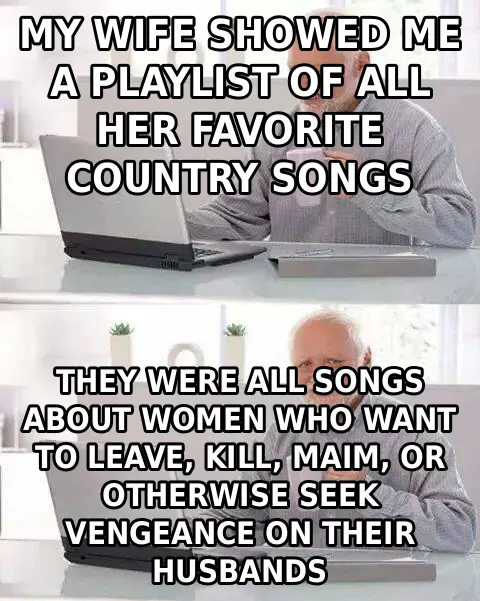 MY WIFE SHOWED ME
A PLAYLIST OF ALL
HER FAVORITE
COUNTRY SONGS
THEY WERE ALL SONGS
ABOUT WOMEN WHO WANT
TO LEAVE, KILL, MAIM, OR
OTHERWISE SEEK
VENGEANCE ON THEIR
HUSBANDS